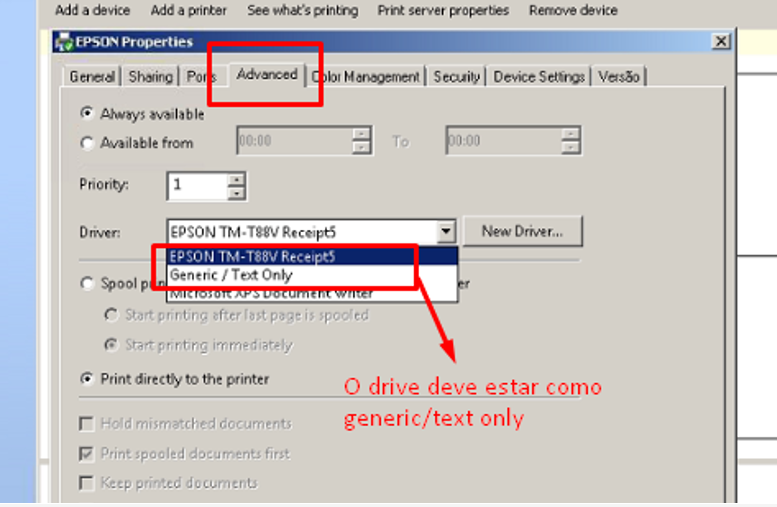 Add a device Add a printer See what's printing Print server properties Remove device
EPSON Properties
General Sharing Ports Advanced Color Management Security Device Settings Versão
Always available
Available from 00:00 To 00:00
Priority: 1
Driver: EPSON TM-T88V Receipt5 New Driver...
EPSON TM-T88V Receipt5
Generic / Text Only
Spool
Microsoft XPS Document Writer
Start printing after last page is spooled
Start printing immediately
Print directly to the printer
O drive deve estar como
generic/text only
Hold mismatched documents
Print spooled documents first
Keep printed documents